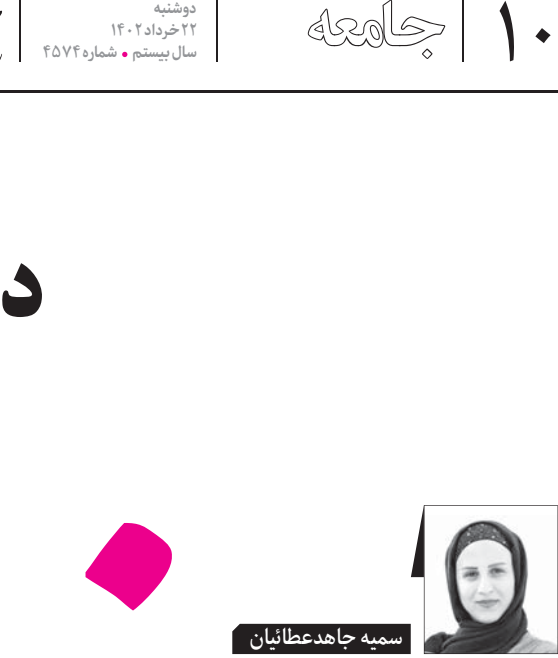 ۱۰
جامعه
دوشنبه
۲۲ خرداد ۱۴۰۲
سال بیستم • شماره ۴۵۷۴
د
سمیه جاهدعطائیان